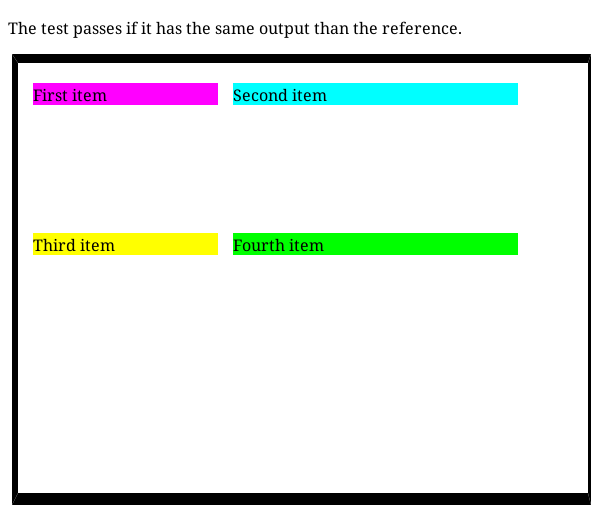 The test passes if it has the same output than the reference.
First item
Second item
Third item
Fourth item